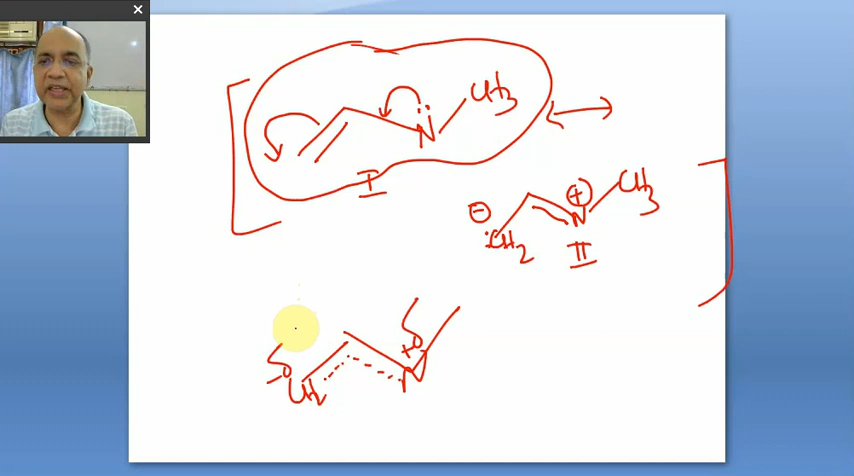 N CH3
I
⊖ ⊕
:CH2 N CH3
II
δ- δ+
CH2 N